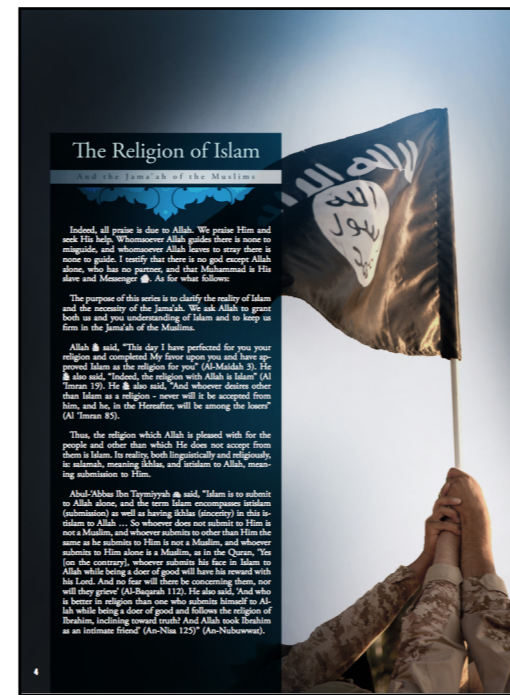 The Religion of Islam
And the Jama'ah of the Muslims
Indeed, all praise is due to Allah. We praise Him and
seek His help. Whomsoever Allah guides there is none to
misguide, and whomsoever Allah leaves to stray there is
none to guide. I testify that there is no god except Allah
alone, who has no partner, and that Muhammad is His
slave and Messenger ﷺ. As for what follows:
The purpose of this series is to clarify the reality of Islam
and the necessity of the Jama'ah. We ask Allah to grant
both us and you understanding of Islam and to keep us
firm in the Jama'ah of the Muslims.
Allah said, "This day I have perfected for you your
religion and completed My favor upon you and have ap-
proved Islam as the religion for you" (Al-Maidah 3). He
also said, "Indeed, the religion with Allah is Islam" (Al
'Imran 19). He also said, "And whoever desires other
than Islam as a religion - never will it be accepted from
him, and he, in the Hereafter, will be among the losers"
(Al 'Imran 85).
Thus, the religion which Allah is pleased with for the
people and other than which He does not accept from
them is Islam. Its reality, both linguistically and religiously,
is: salamah, meaning ikhlas, and istislam to Allah, mean-
ing submission to Him.
Abul-'Abbas Ibn Taymiyyah said, "Islam is to submit
to Allah alone, and the term Islam encompasses istislam
(submission) as well as having ikhlas (sincerity) in this is-
tislam to Allah … So whoever does not submit to Him is
not a Muslim, and whoever submits to other than Him the
same as he submits to Him is not a Muslim, and whoever
submits to Him alone is a Muslim, as in the Quran, 'Yes
[on the contrary], whoever submits his face in Islam to
Allah while being a doer of good will have his reward with
his Lord. And no fear will there be concerning them, nor
will they grieve' (Al-Baqarah 112). He also said, 'And who
is better in religion than one who submits himself to Al-
lah while being a doer of good and follows the religion of
Ibrahim, inclining toward truth? And Allah took Ibrahim
as an intimate friend' (An-Nisa 125)" (An-Nubuwwat).
4
الله
رسول
محمد